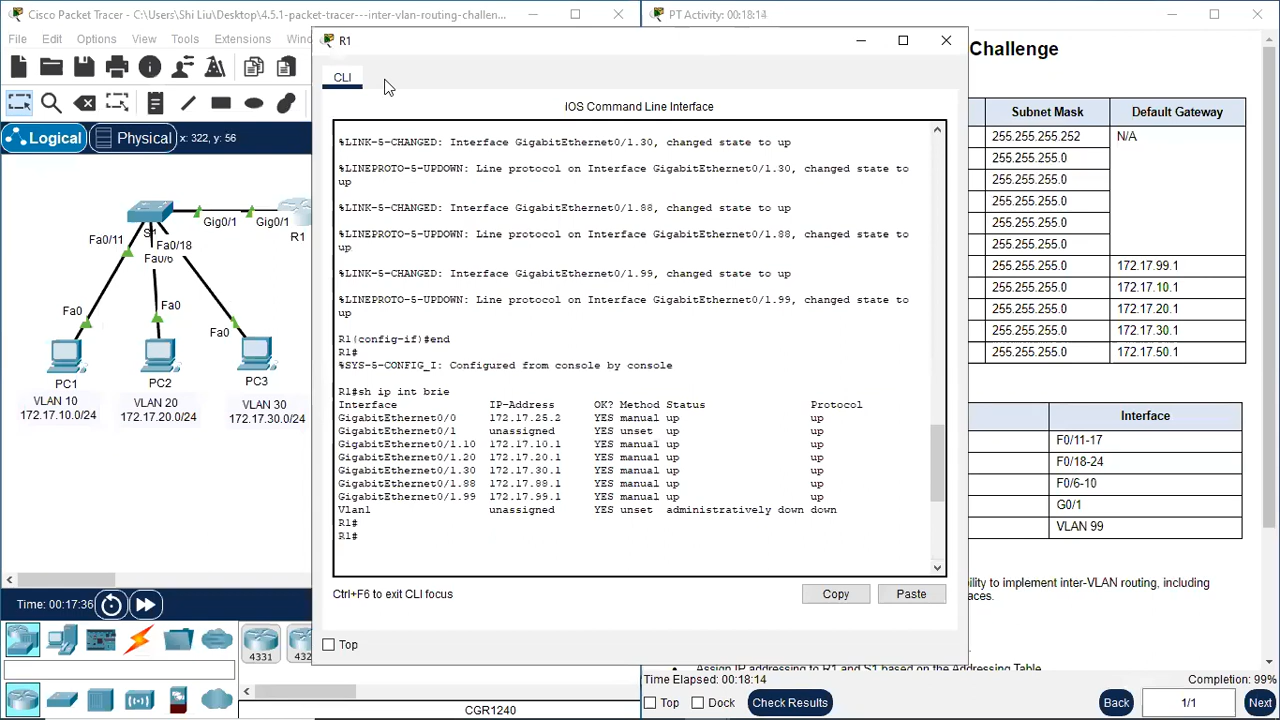 Cisco Packet Tracer - C:\Users\Shi Liu\Desktop\4.5.1-packet-tracer---inter-vlan-routing-challen...
File Edit Options View Tools Extensions
Logical
Physical
x: 322, y: 56
Gig0/1
Gig0/1
R1
S1
Fa0/11
Fa0/18
Fa0/6
Fa0
Fa0
Fa0
PC1
PC2
PC3
VLAN 10
172.17.10.0/24
VLAN 20
172.17.20.0/24
VLAN 30
172.17.30.0/24
Time: 00:17:36
4331
CGR1240
R1
CLI
IOS Command Line Interface
%LINK-5-CHANGED: Interface GigabitEthernet0/1.30, changed state to up
%LINEPROTO-5-UPDOWN: Line protocol on Interface GigabitEthernet0/1.30, changed state to
up
%LINK-5-CHANGED: Interface GigabitEthernet0/1.88, changed state to up
%LINEPROTO-5-UPDOWN: Line protocol on Interface GigabitEthernet0/1.88, changed state to
up
%LINK-5-CHANGED: Interface GigabitEthernet0/1.99, changed state to up
%LINEPROTO-5-UPDOWN: Line protocol on Interface GigabitEthernet0/1.99, changed state to
up
R1(config-if)#end
R1#
%SYS-5-CONFIG_I: Configured from console by console
R1#sh ip int brie
Interface IP-Address OK? Method Status Protocol
GigabitEthernet0/0 172.17.25.2 YES manual up up
GigabitEthernet0/1 unassigned YES unset up up
GigabitEthernet0/1.10 172.17.10.1 YES manual up up
GigabitEthernet0/1.20 172.17.20.1 YES manual up up
GigabitEthernet0/1.30 172.17.30.1 YES manual up up
GigabitEthernet0/1.88 172.17.88.1 YES manual up up
GigabitEthernet0/1.99 172.17.99.1 YES manual up up
Vlan1 unassigned YES unset administratively down down
R1#
R1#
Ctrl+F6 to exit CLI focus
Copy
Paste
Top
PT Activity: 00:18:14
Challenge
Subnet Mask Default Gateway
255.255.255.252 N/A
255.255.255.0
255.255.255.0
255.255.255.0
255.255.255.0
255.255.255.0
255.255.255.0 172.17.99.1
255.255.255.0 172.17.10.1
255.255.255.0 172.17.20.1
255.255.255.0 172.17.30.1
255.255.255.0 172.17.50.1
Interface
F0/11-17
F0/18-24
F0/6-10
G0/1
VLAN 99
ility to implement inter-VLAN routing, including
aces.
Assign IP addressing to R1 and S1 based on the Addressing Table
Time Elapsed: 00:18:14
Completion: 99%
Top
Dock
Check Results
Back
1/1
Next